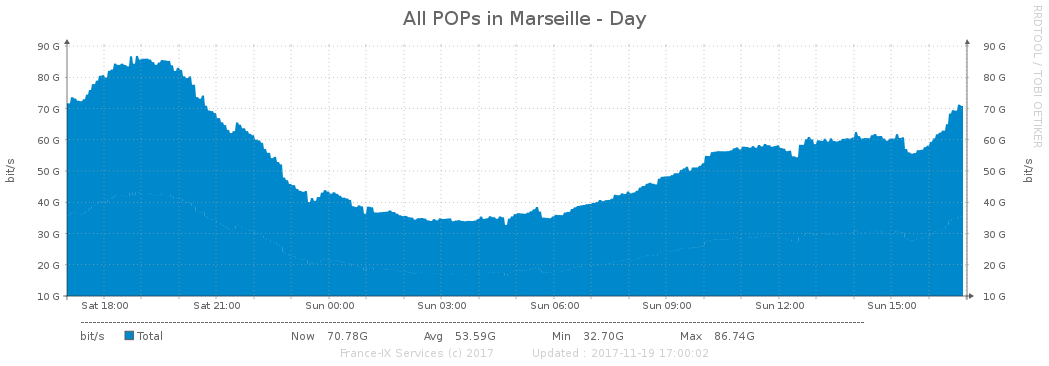 All POPs in Marseille - Day
RRDTOOL / TOBI OETIKER
bit/s
90 G 90 G
80 G 80 G
70 G 70 G
60 G 60 G
50 G 50 G
40 G 40 G
30 G 30 G
20 G 20 G
10 G 10 G
bit/s
Sat 18:00 Sat 21:00 Sun 00:00 Sun 03:00 Sun 06:00 Sun 09:00 Sun 12:00 Sun 15:00
bit/s Total Now 70.78G Avg 53.59G Min 32.70G Max 86.74G
France-IX Services (c) 2017 Updated : 2017-11-19 17:00:02